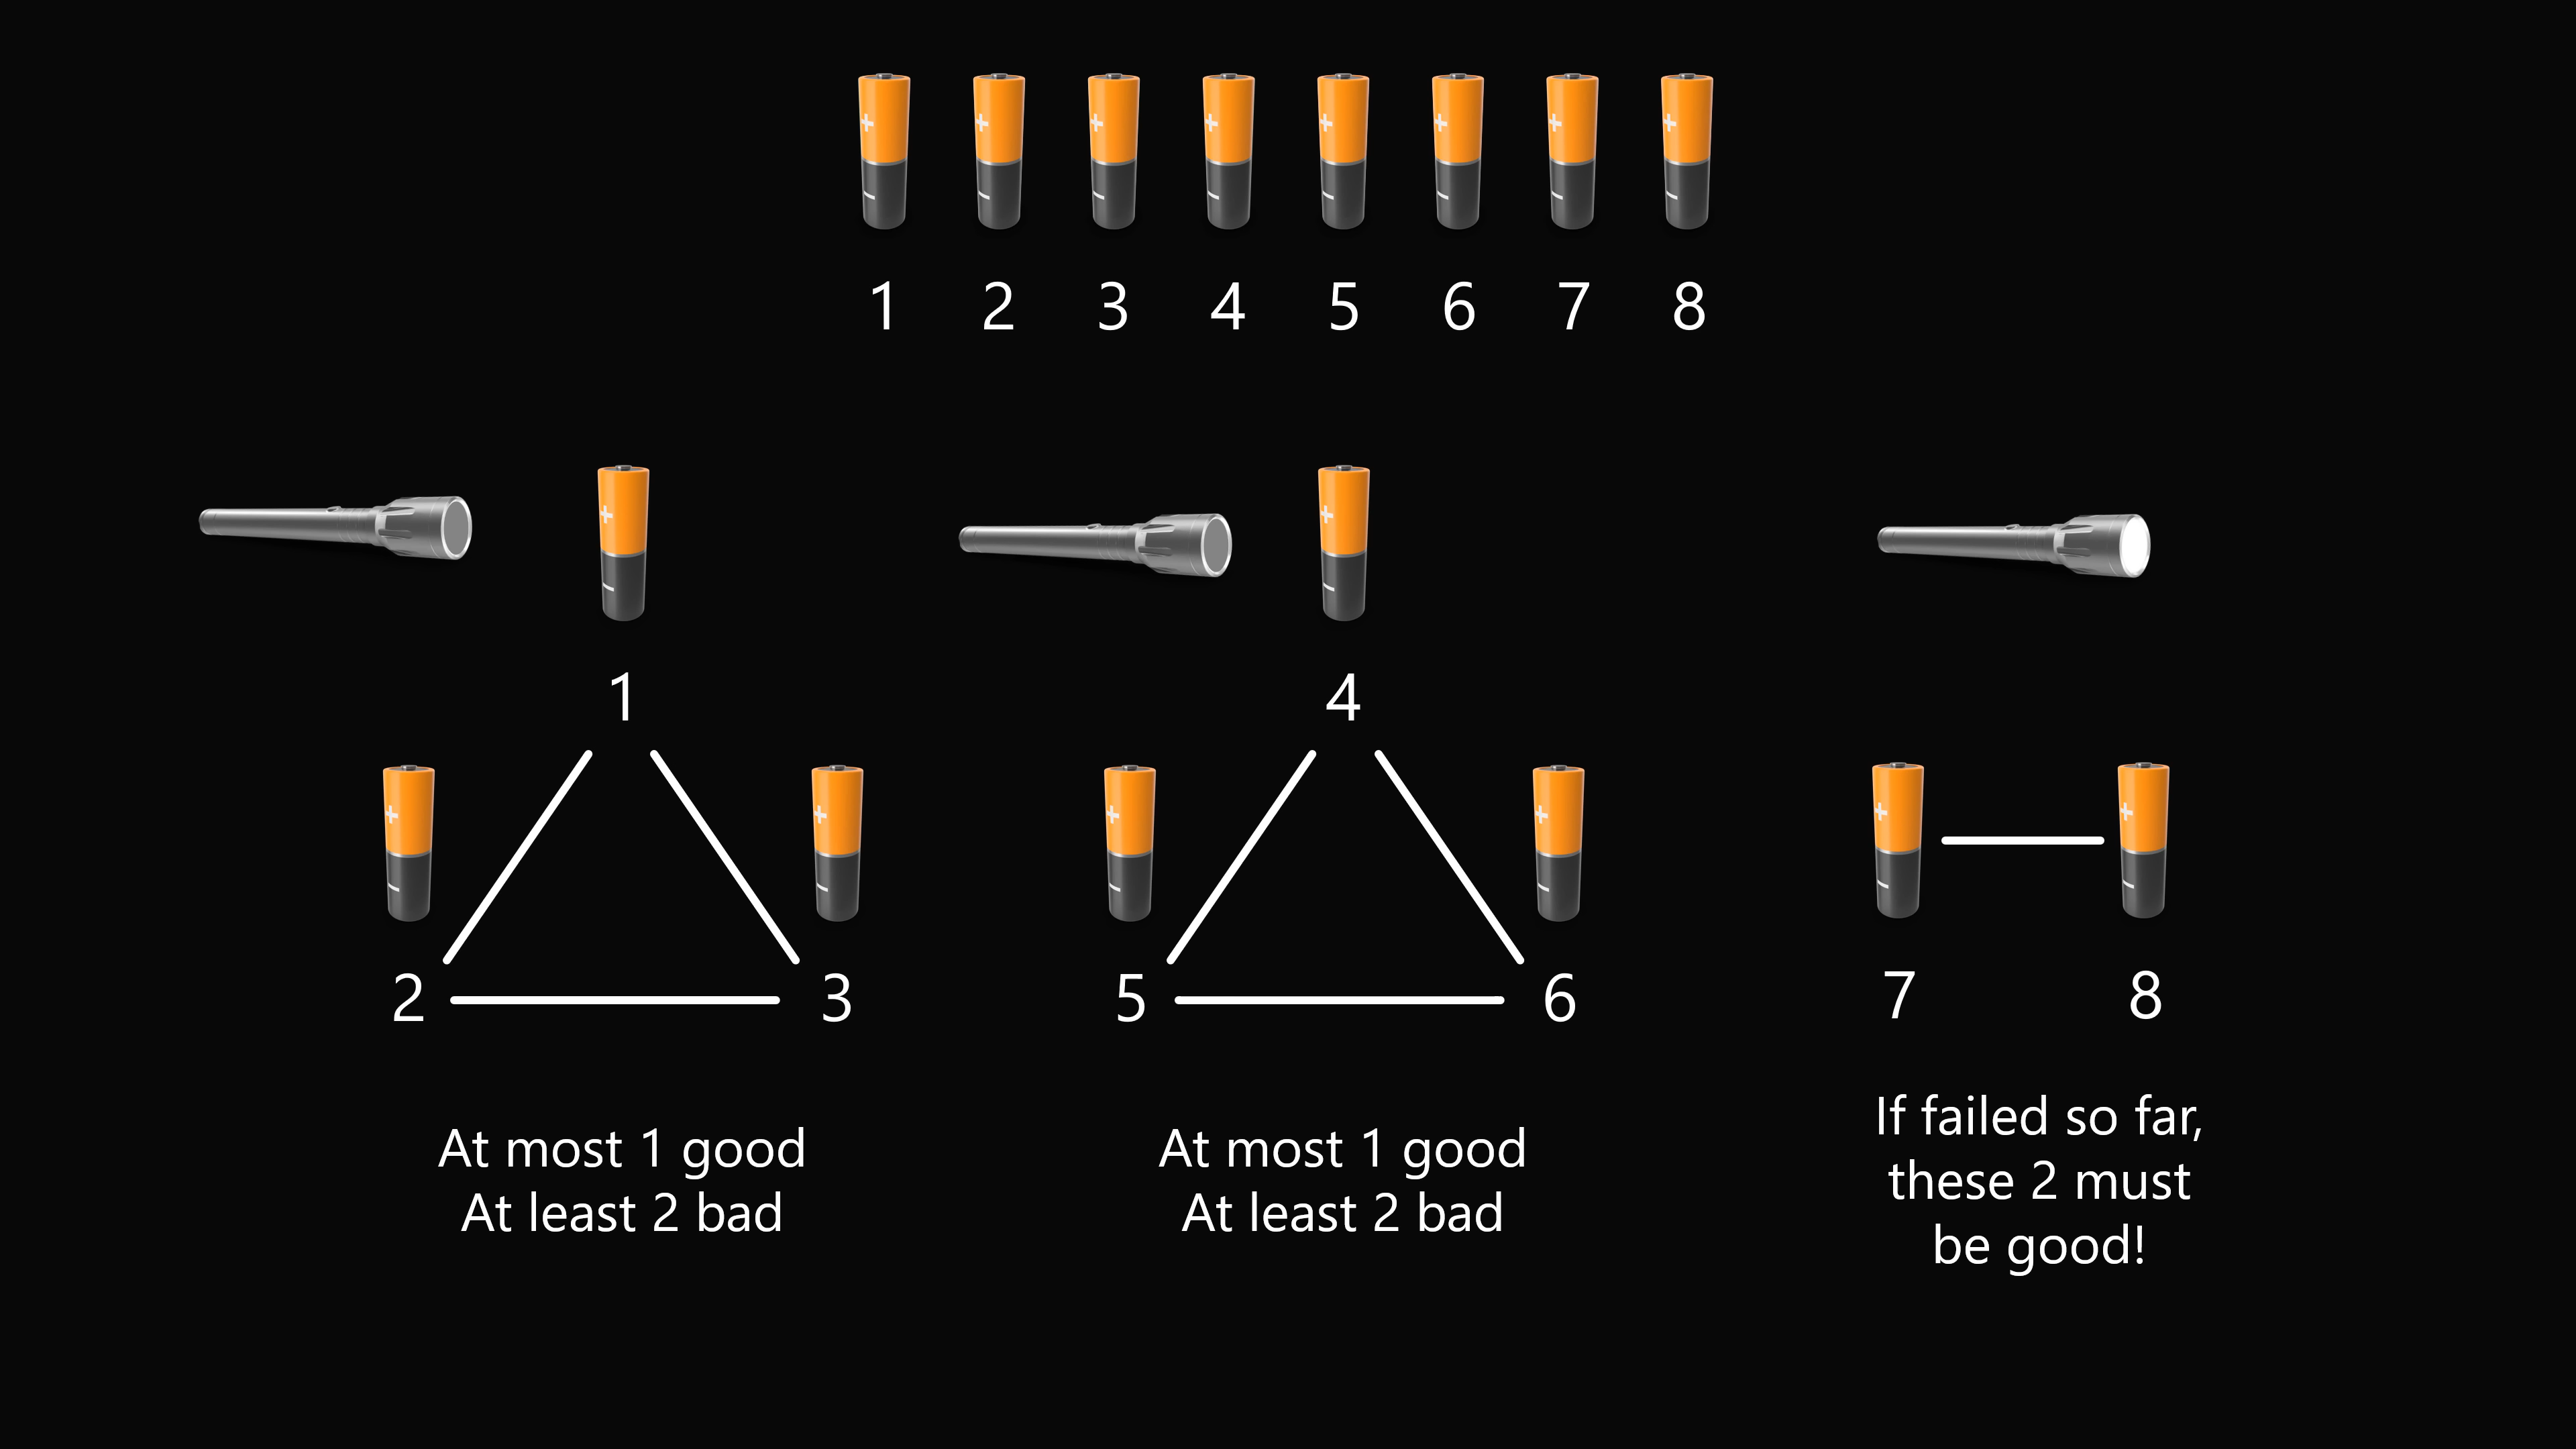 1 2 3 4 5 6 7 8
1
4
2 3
5 6
7 8
At most 1 good
At least 2 bad
At most 1 good
At least 2 bad
If failed so far,
these 2 must
be good!